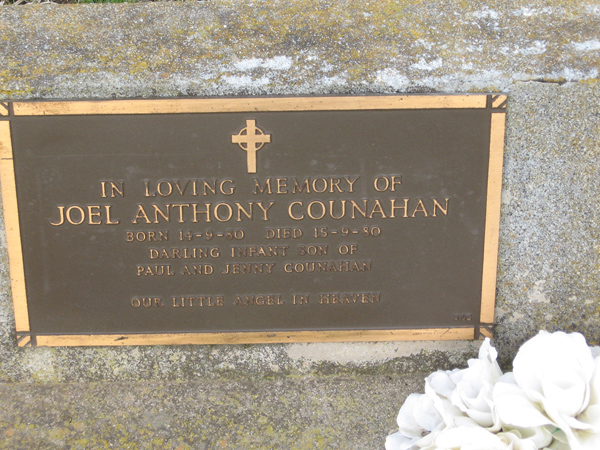 IN LOVING MEMORY OF
JOEL ANTHONY COUNAHAN
BORN 14-9-80 DIED 15-9-80
DARLING INFANT SON OF
PAUL AND JENNY COUNAHAN
OUR LITTLE ANGEL IN HEAVEN